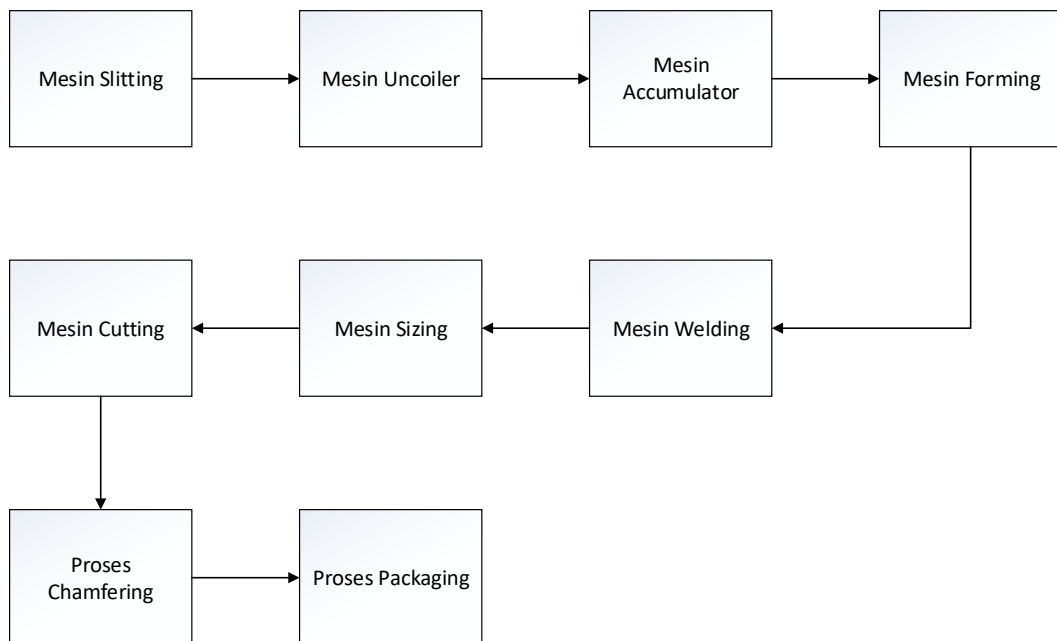 Mesin Slitting
Mesin Uncoiler
Mesin
Accumulator
Mesin Forming
Mesin Welding
Mesin Sizing
Mesin Cutting
Proses
Chamfering
Proses Packaging